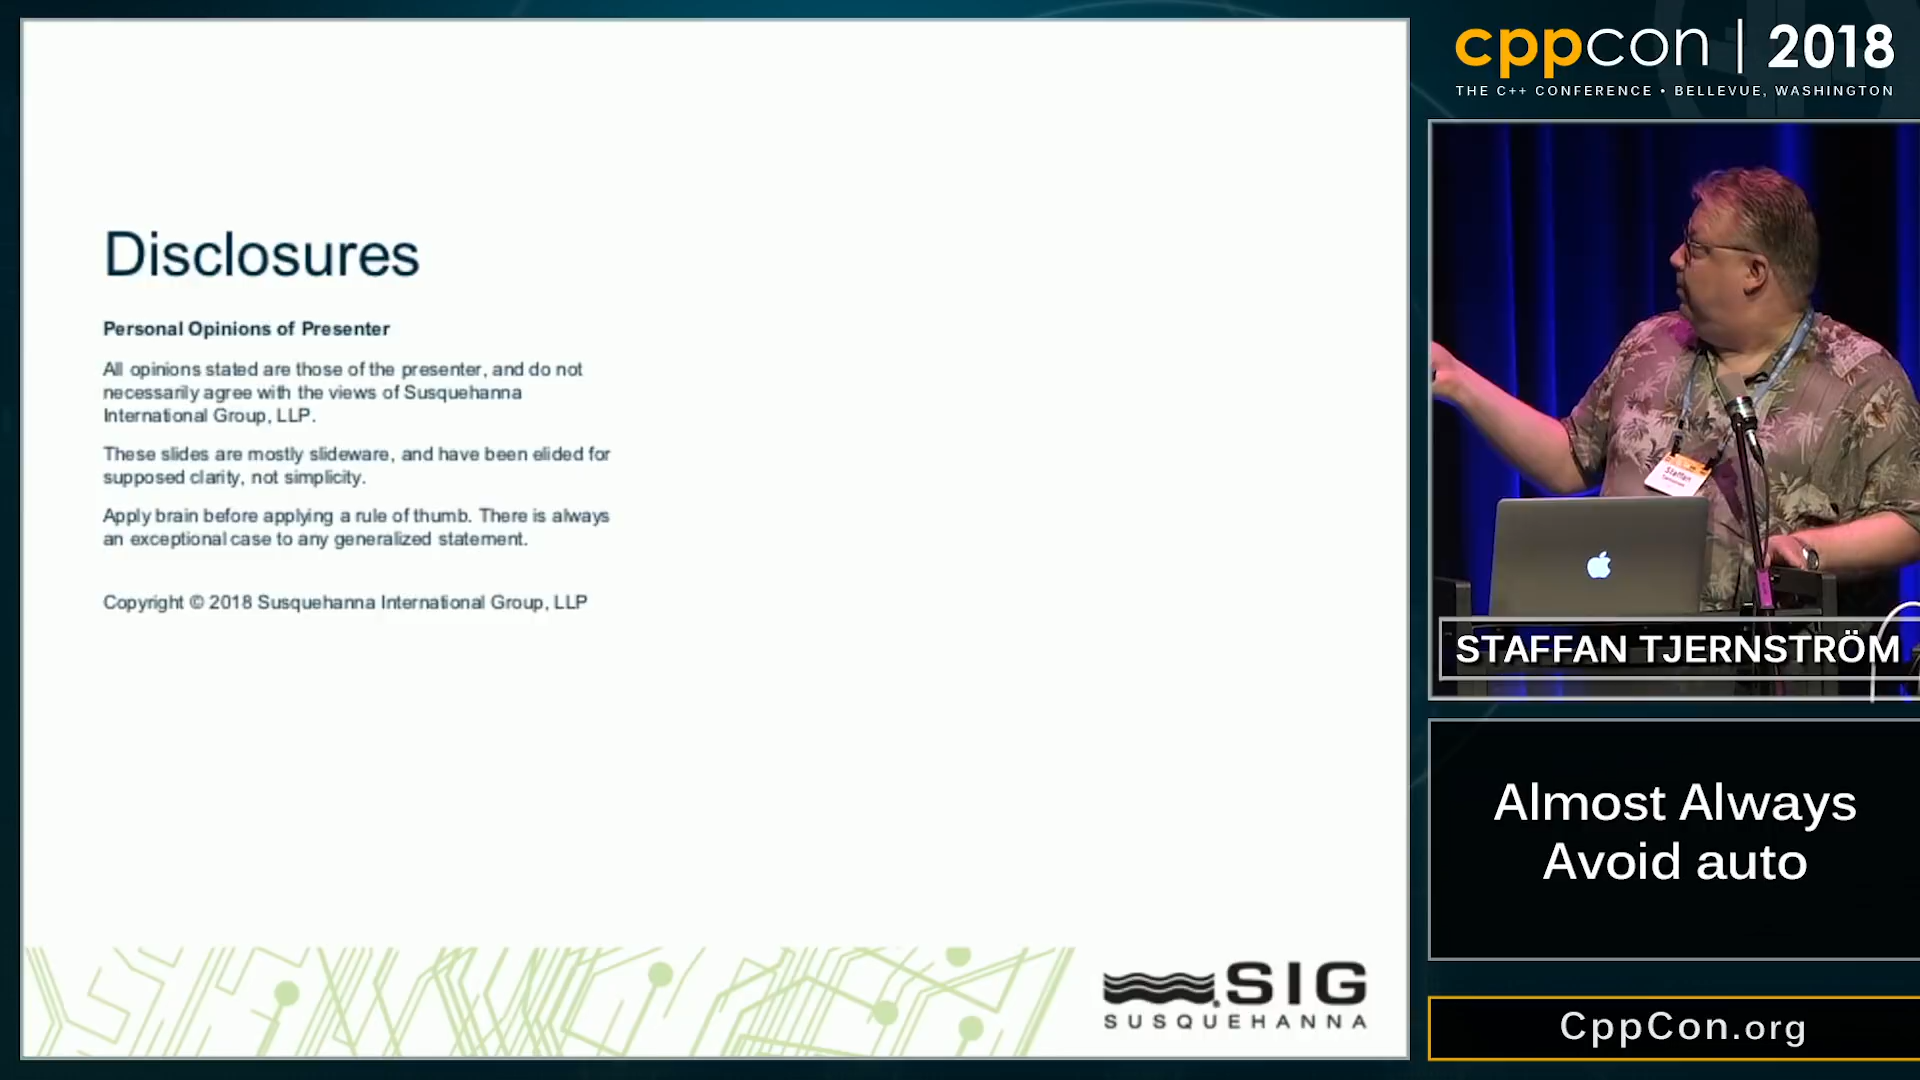 Disclosures
Personal Opinions of Presenter
All opinions stated are those of the presenter, and do not
necessarily agree with the views of Susquehanna
International Group, LLP.
These slides are mostly slideware, and have been elided for
supposed clarity, not simplicity.
Apply brain before applying a rule of thumb. There is always
an exceptional case to any generalized statement.
Copyright © 2018 Susquehanna International Group, LLP
SIG
SUSQUEHANNA
cppcon | 2018
THE C++ CONFERENCE • BELLEVUE, WASHINGTON
Staffan
STAFFAN TJERNSTRÖM
Almost Always
Avoid auto
CppCon.org